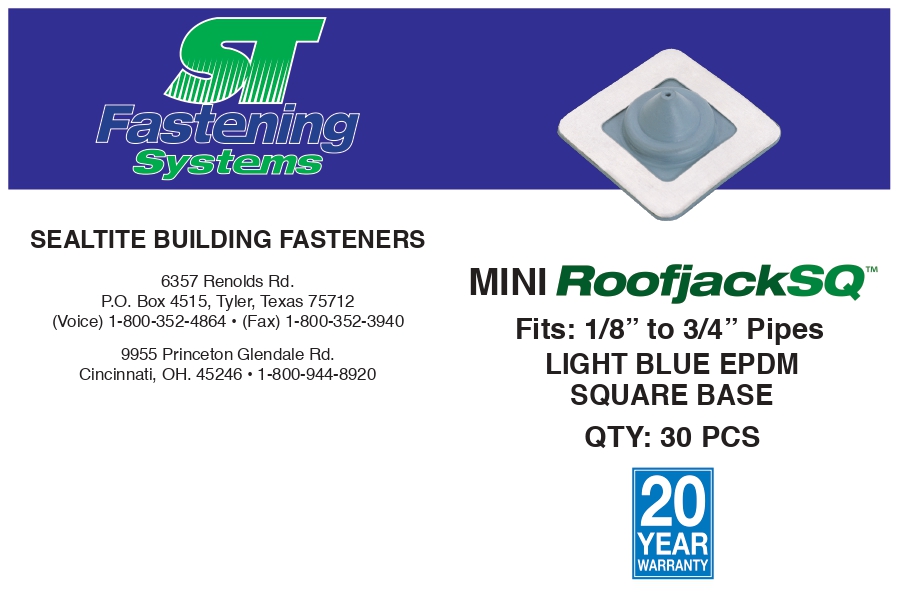 ST
Fastening
Systems
SEALTITE BUILDING FASTENERS
6357 Renolds Rd.
P.O. Box 4515, Tyler, Texas 75712
(Voice) 1-800-352-4864 • (Fax) 1-800-352-3940
9955 Princeton Glendale Rd.
Cincinnati, OH. 45246 • 1-800-944-8920
MINI RoofjackSQ™
Fits: 1/8” to 3/4” Pipes
LIGHT BLUE EPDM
SQUARE BASE
QTY: 30 PCS
20
YEAR
WARRANTY